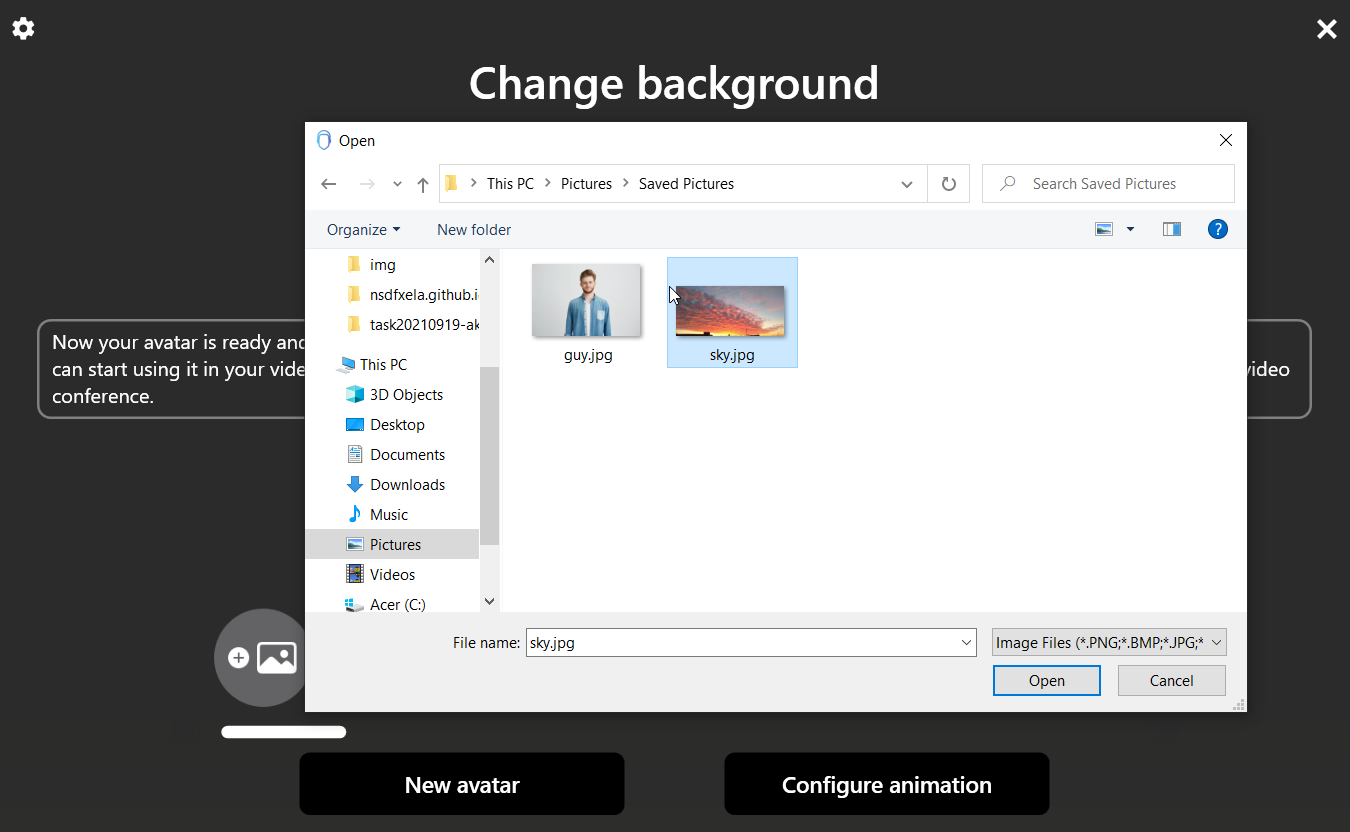 Change background
Open
This PC > Pictures > Saved Pictures
Search Saved Pictures
Organize
New folder
?
img
nsdfxela.github.i
task20210919-ak
This PC
3D Objects
Desktop
Documents
Downloads
Music
Pictures
Videos
Acer (C:)
guy.jpg
sky.jpg
Now your avatar is ready and
can start using it in your vide
conference.
video
File name:
sky.jpg
Image Files (*.PNG;*.BMP;*.JPG;*
Open
Cancel
New avatar
Configure animation